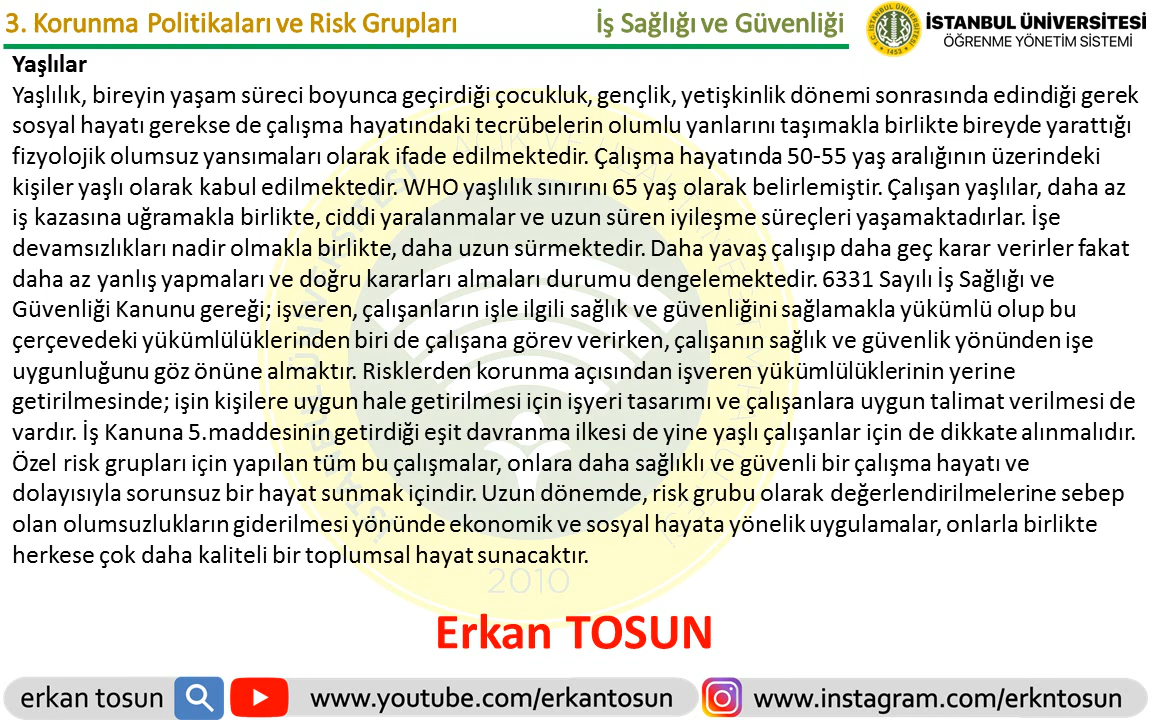 3. Korunma Politikaları ve Risk Grupları
İş Sağlığı ve Güvenliği
İSTANBUL ÜNİVERSİTESİ
ÖĞRENME YÖNETİM SİSTEMİ
T.C. İSTANBUL ÜNİVERSİTESİ
1453
Yaşlılar
Yaşlılık, bireyin yaşam süreci boyunca geçirdiği çocukluk, gençlik, yetişkinlik dönemi sonrasında edindiği gerek
sosyal hayatı gerekse de çalışma hayatındaki tecrübelerin olumlu yanlarını taşımakla birlikte bireyde yarattığı
fizyolojik olumsuz yansımaları olarak ifade edilmektedir. Çalışma hayatında 50-55 yaş aralığının üzerindeki
kişiler yaşlı olarak kabul edilmektedir. WHO yaşlılık sınırını 65 yaş olarak belirlemiştir. Çalışan yaşlılar, daha az
iş kazasına uğramakla birlikte, ciddi yaralanmalar ve uzun süren iyileşme süreçleri yaşamaktadırlar. İşe
devamsızlıkları nadir olmakla birlikte, daha uzun sürmektedir. Daha yavaş çalışıp daha geç karar verirler fakat
daha az yanlış yapmaları ve doğru kararları almaları durumu dengelemektedir. 6331 Sayılı İş Sağlığı ve
Güvenliği Kanunu gereği; işveren, çalışanların işle ilgili sağlık ve güvenliğini sağlamakla yükümlü olup bu
çerçevedeki yükümlülüklerinden biri de çalışana görev verirken, çalışanın sağlık ve güvenlik yönünden işe
uygunluğunu göz önüne almaktır. Risklerden korunma açısından işveren yükümlülüklerinin yerine
getirilmesinde; işin kişilere uygun hale getirilmesi için işyeri tasarımı ve çalışanlara uygun talimat verilmesi de
vardır. İş Kanuna 5.maddesinin getirdiği eşit davranma ilkesi de yine yaşlı çalışanlar için de dikkate alınmalıdır.
Özel risk grupları için yapılan tüm bu çalışmalar, onlara daha sağlıklı ve güvenli bir çalışma hayatı ve
dolayısıyla sorunsuz bir hayat sunmak içindir. Uzun dönemde, risk grubu olarak değerlendirilmelerine sebep
olan olumsuzlukların giderilmesi yönünde ekonomik ve sosyal hayata yönelik uygulamalar, onlarla birlikte
herkese çok daha kaliteli bir toplumsal hayat sunacaktır.
2010
Erkan TOSUN
erkan tosun
www.youtube.com/erkantosun
www.instagram.com/erkntosun